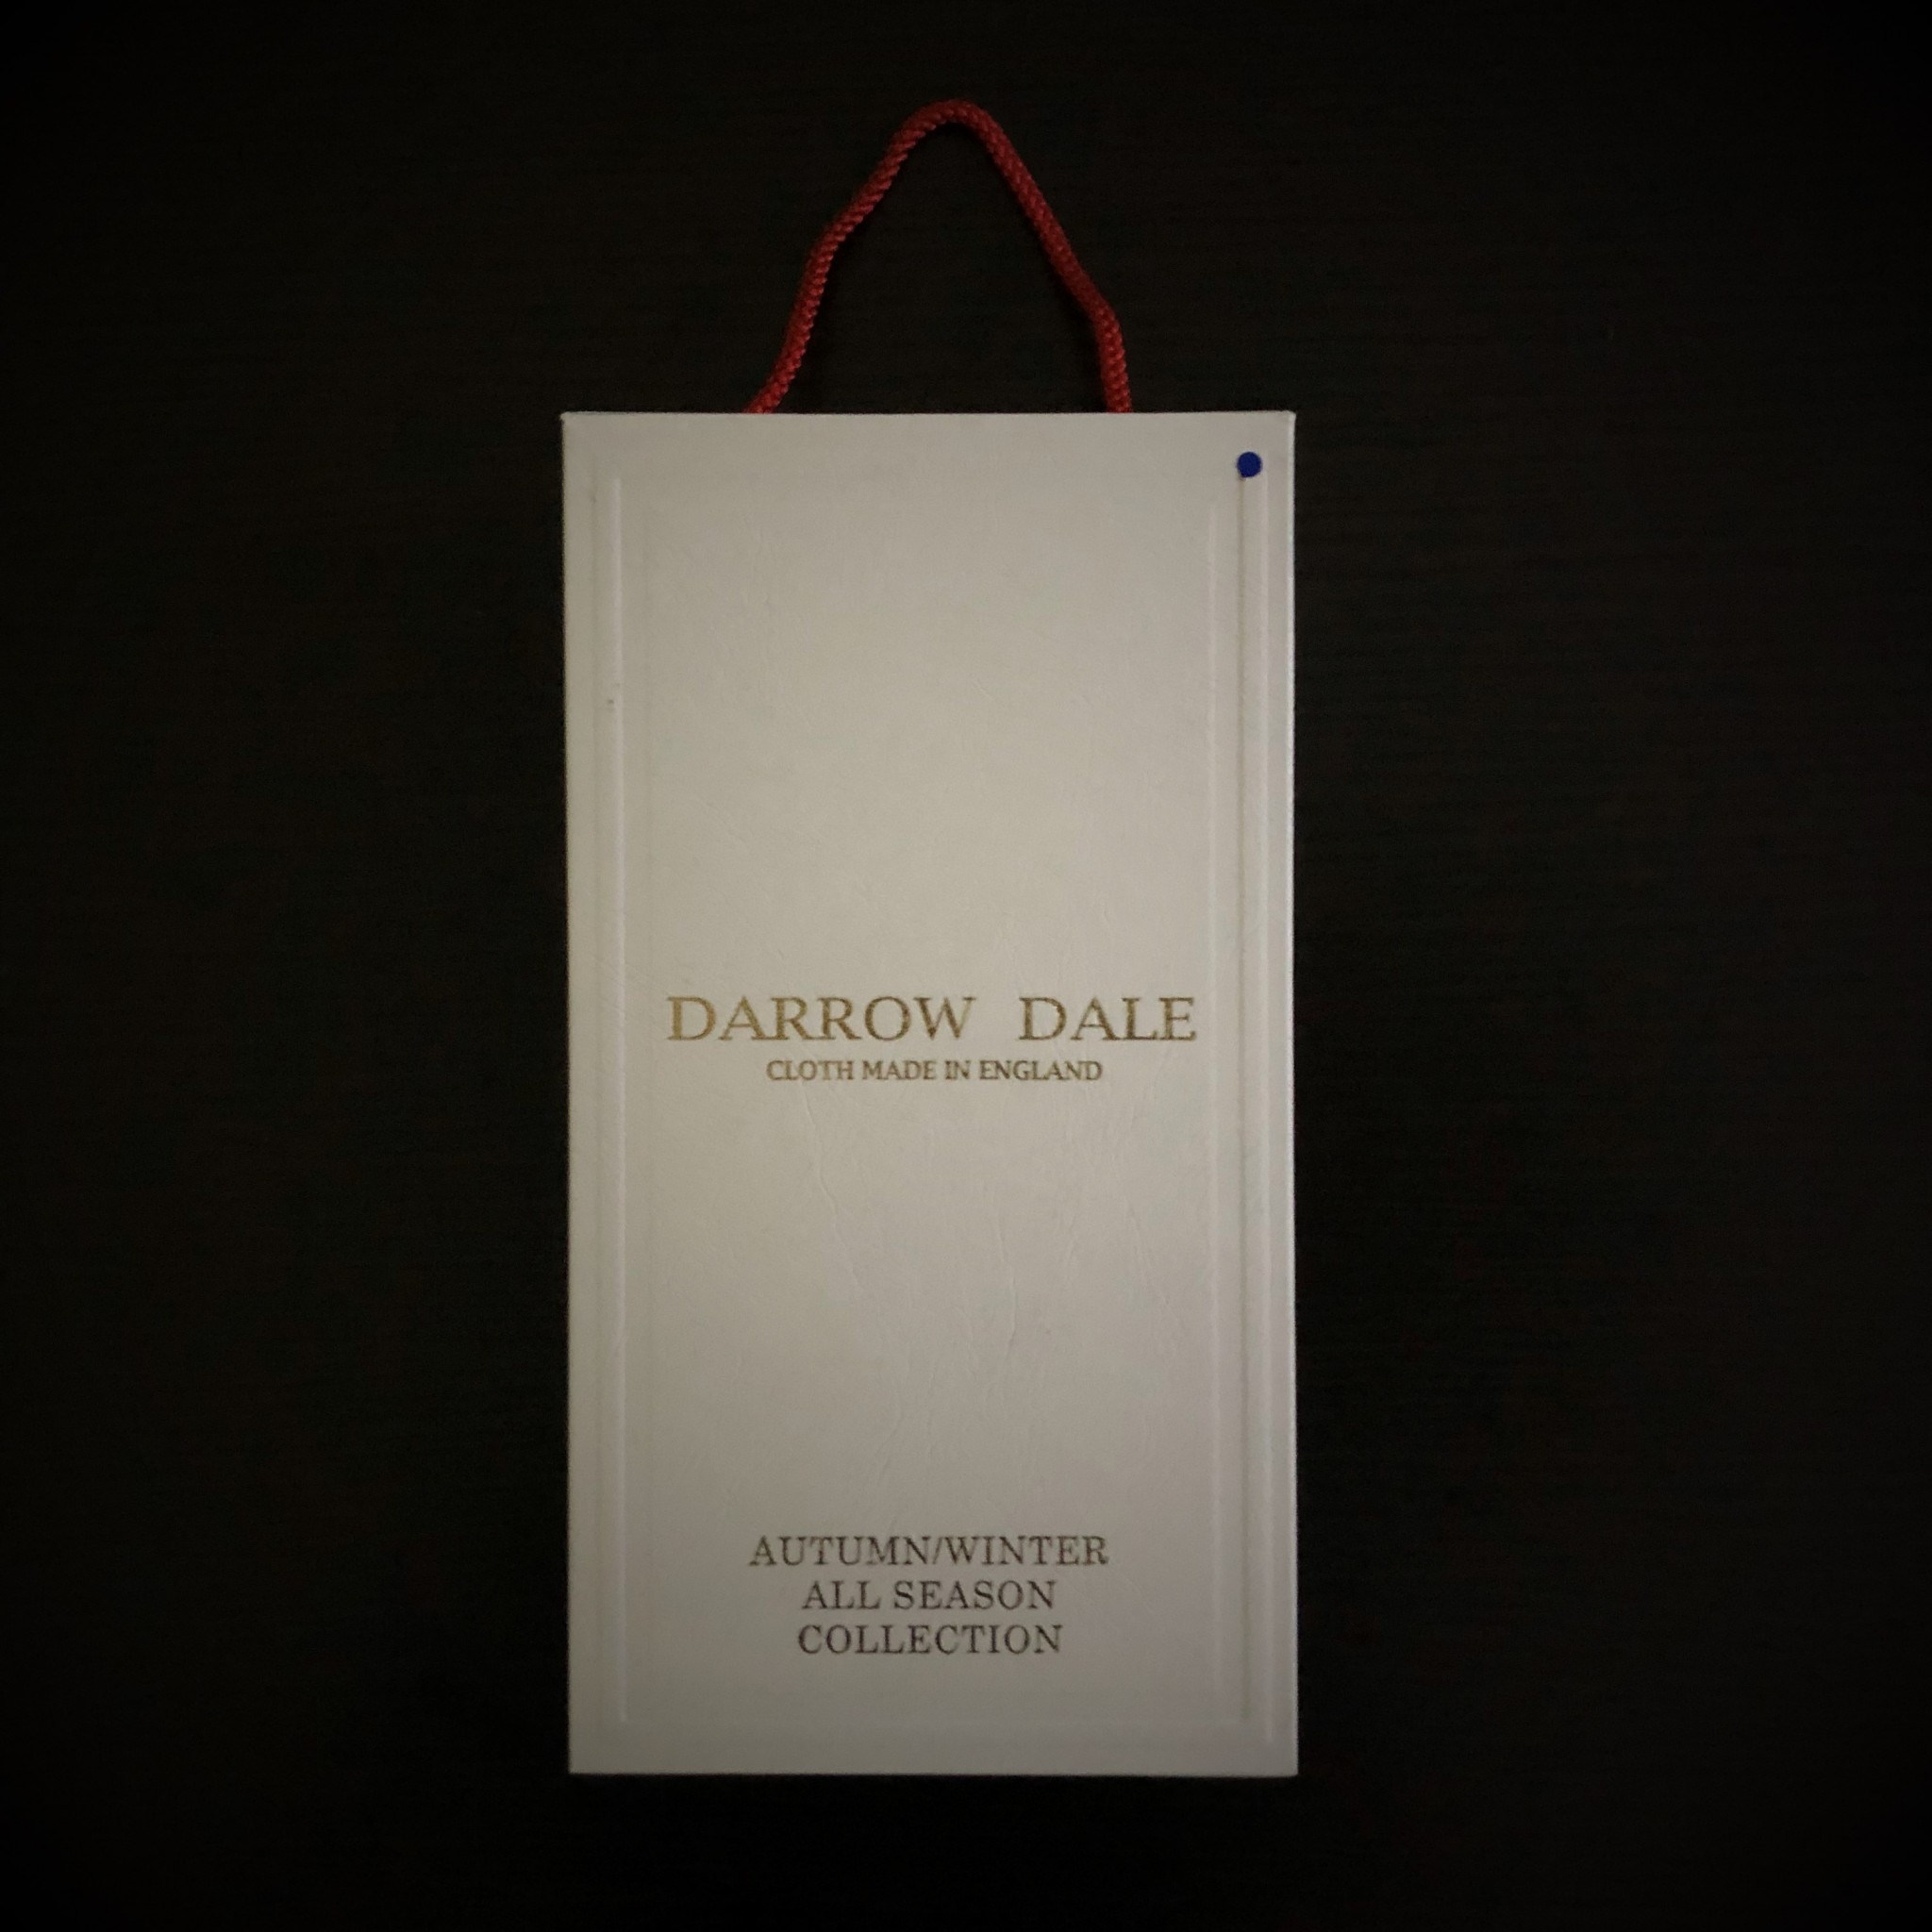 DARROW DALE
CLOTH MADE IN ENGLAND
AUTUMN/WINTER
ALL SEASON
COLLECTION